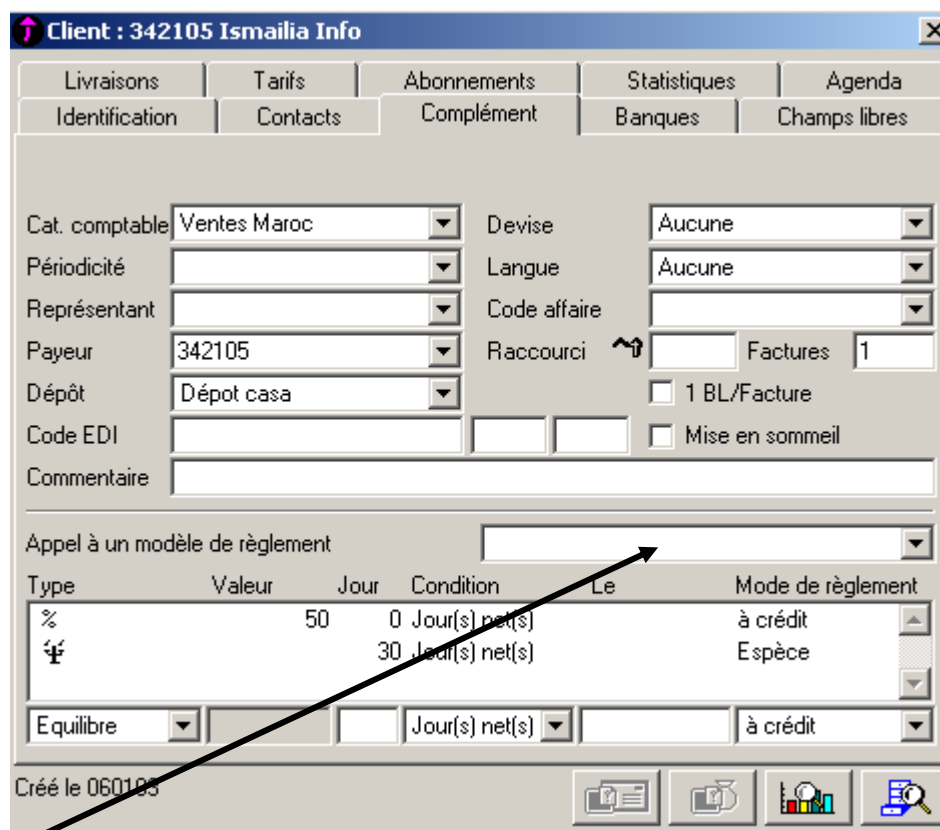 Client : 342105 Ismailia Info
Livraisons Tarifs Abonnements Statistiques Agenda
Identification Contacts Complément Banques Champs libres
Cat. comptable Ventes Maroc Devise Aucune
Périodicité Langue Aucune
Représentant Code affaire
Payeur 342105 Raccourci Factures 1
Dépôt Dépot casa 1 BL/Facture
Code EDI Mise en sommeil
Commentaire
Appel à un modèle de règlement
Type Valeur Jour Condition Le Mode de règlement
% 50 0 Jour(s) net(s) à crédit
30 Jour(s) net(s) Espèce
Equilibre Jour(s) net(s) à crédit
Créé le 060103